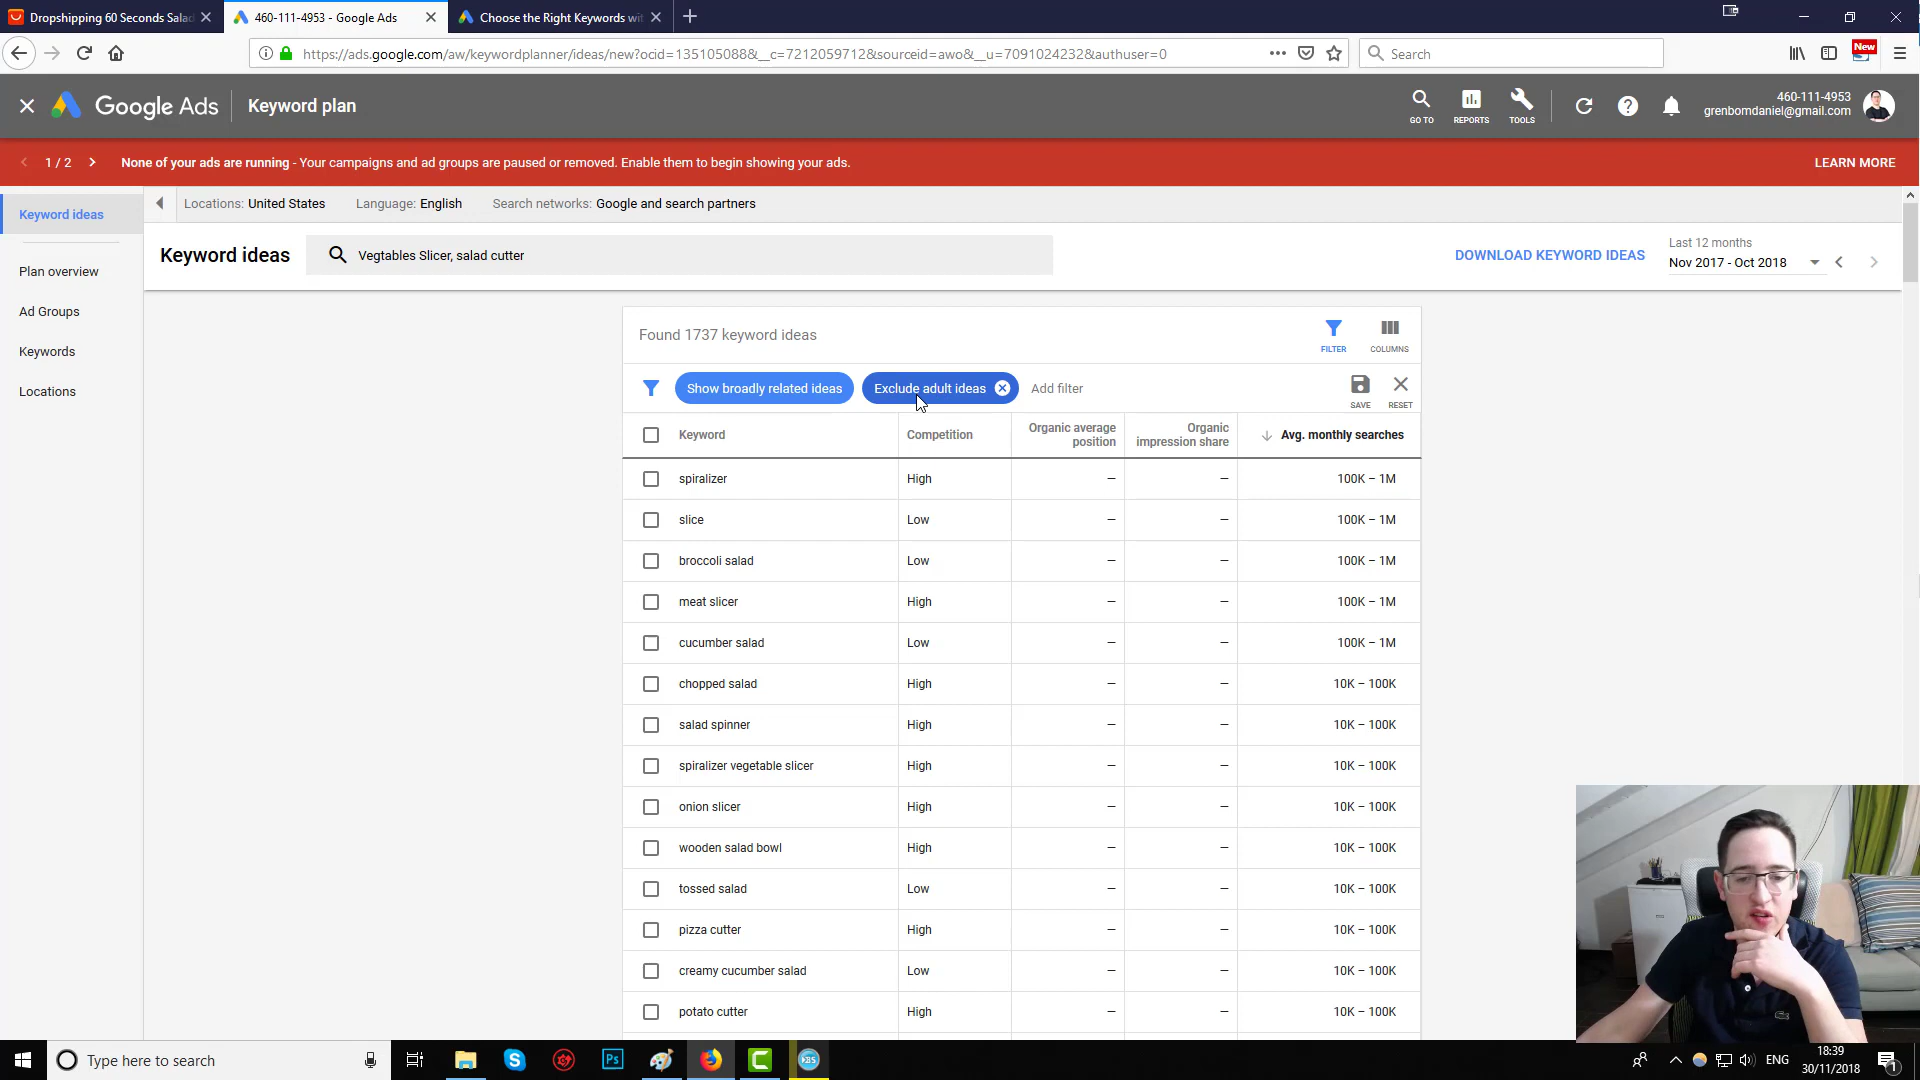 Dropshipping 60 Seconds Salad
460-111-4953 - Google Ads
Choose the Right Keywords wit
https://ads.google.com/aw/keywordplanner/ideas/new?ocid=135105088&__c=7212059712&sourceid=awo&__u=7091024232&authuser=0
Search
New
Google Ads
Keyword plan
GO TO
REPORTS
TOOLS
460-111-4953
grenbomdaniel@gmail.com
1 / 2
None of your ads are running - Your campaigns and ad groups are paused or removed. Enable them to begin showing your ads.
LEARN MORE
Keyword ideas
Plan overview
Ad Groups
Keywords
Locations
Locations: United States
Language: English
Search networks: Google and search partners
Keyword ideas
Vegtables Slicer, salad cutter
DOWNLOAD KEYWORD IDEAS
Last 12 months
Nov 2017 - Oct 2018
Found 1737 keyword ideas
FILTER
COLUMNS
Show broadly related ideas
Exclude adult ideas
Add filter
SAVE
RESET
Keyword Competition Organic average position Organic impression share Avg. monthly searches
spiralizer High – – 100K – 1M
slice Low – – 100K – 1M
broccoli salad Low – – 100K – 1M
meat slicer High – – 100K – 1M
cucumber salad Low – – 100K – 1M
chopped salad High – – 10K – 100K
salad spinner High – – 10K – 100K
spiralizer vegetable slicer High – – 10K – 100K
onion slicer High – – 10K – 100K
wooden salad bowl High – – 10K – 100K
tossed salad Low – – 10K – 100K
pizza cutter High – – 10K – 100K
creamy cucumber salad Low – – 10K – 100K
potato cutter High – – 10K – 100K
Type here to search
Ps
ENG
18:39
30/11/2018
1